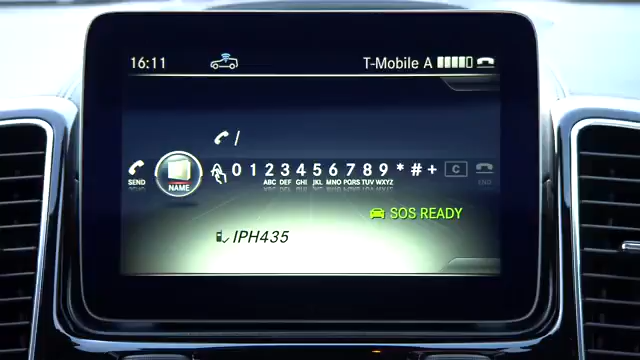 16:11 T-Mobile A
/
SEND NAME 0 1 2 3 4 5 6 7 8 9 * # + C END
ABC DEF GHI JKL MNO PQRS TUV WXYZ
SOS READY
IPH435